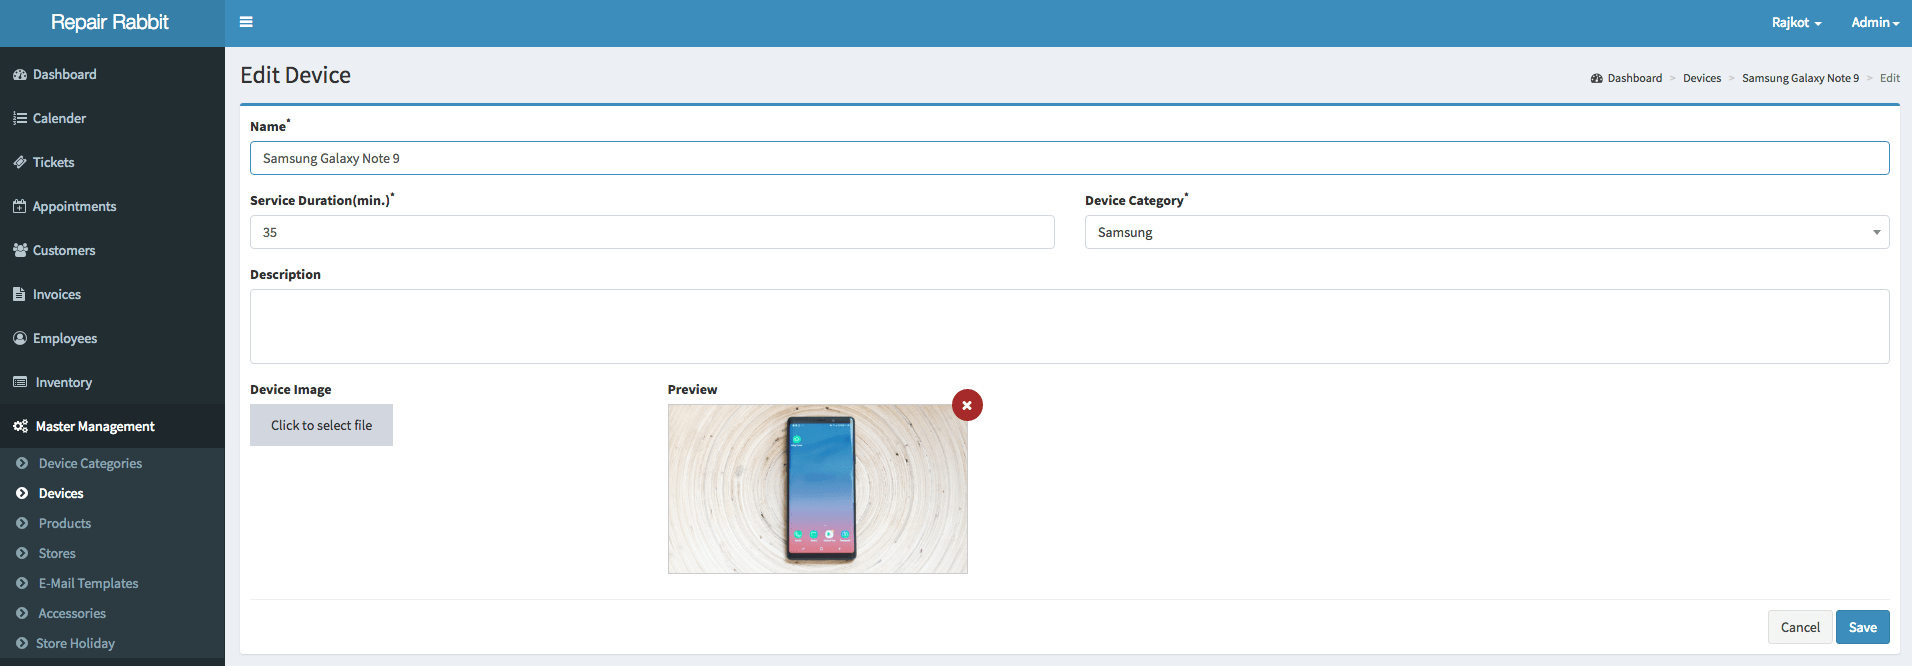 Repair Rabbit
Rajkot
Admin
Dashboard
Calender
Tickets
Appointments
Customers
Invoices
Employees
Inventory
Master Management
Device Categories
Devices
Products
Stores
E-Mail Templates
Accessories
Store Holiday
Edit Device
Dashboard > Devices > Samsung Galaxy Note 9 > Edit
Name*
Samsung Galaxy Note 9
Service Duration(min.)*
35
Device Category*
Samsung
Description
Device Image
Click to select file
Preview
Cancel
Save